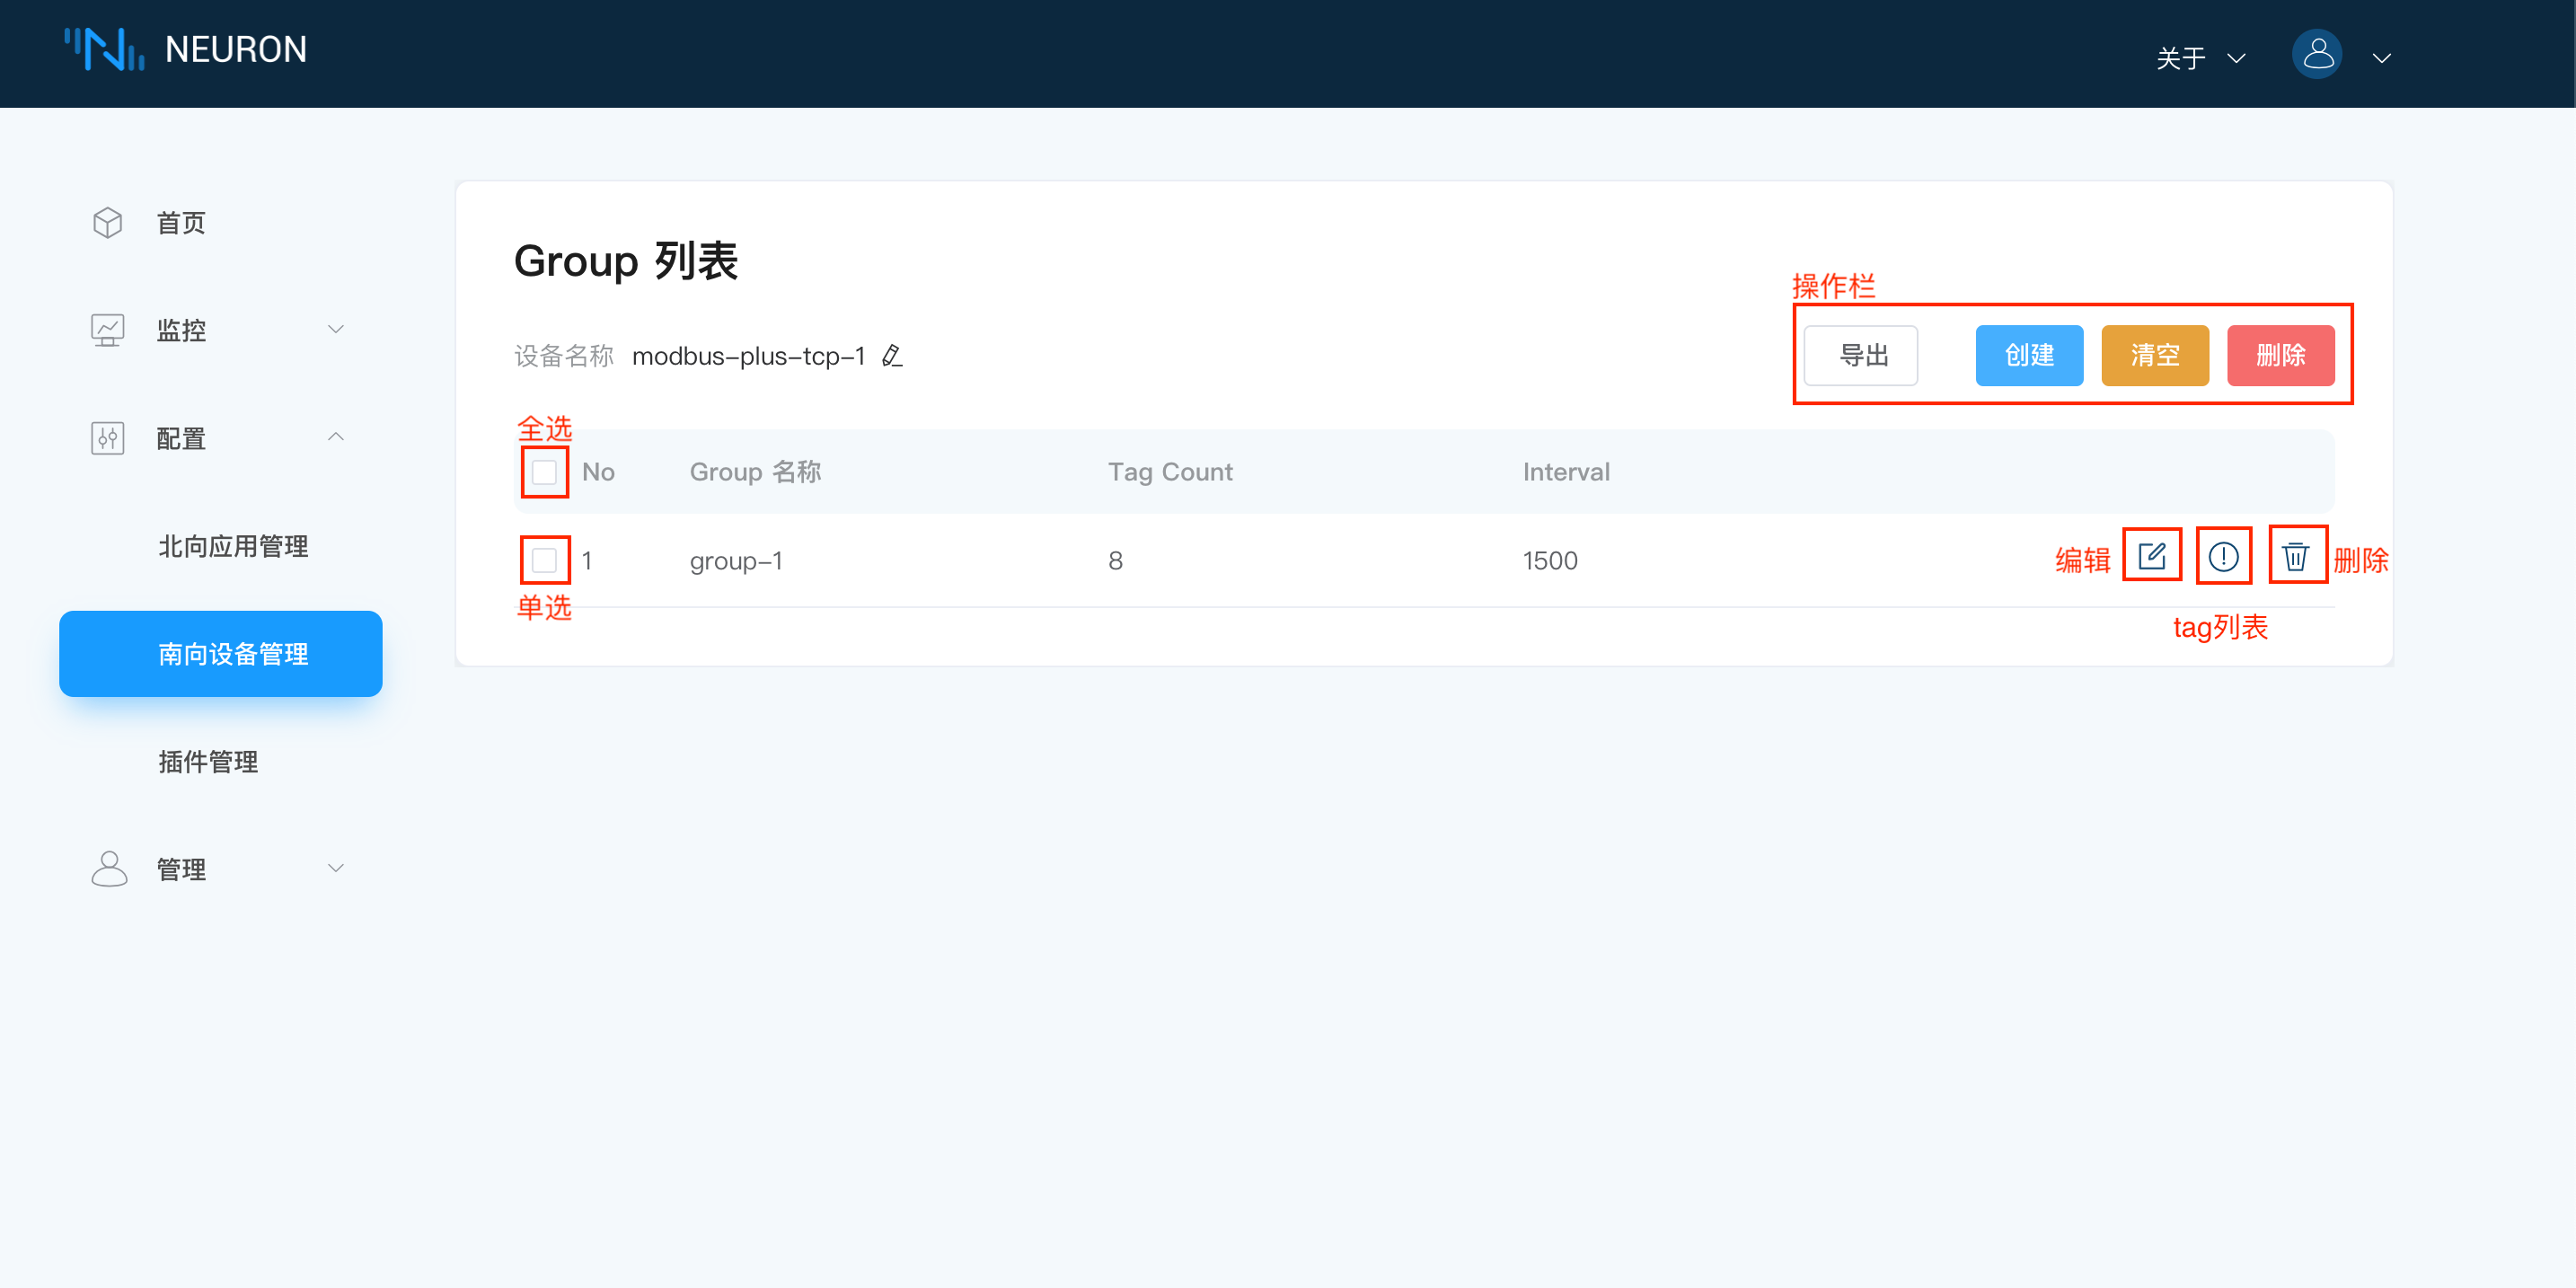 NEURON
关于
首页
监控
配置
北向应用管理
南向设备管理
插件管理
管理
Group 列表
操作栏
设备名称 modbus-plus-tcp-1
导出 创建 清空 删除
全选
No Group 名称 Tag Count Interval
1 group-1 8 1500 编辑 删除
单选
tag列表